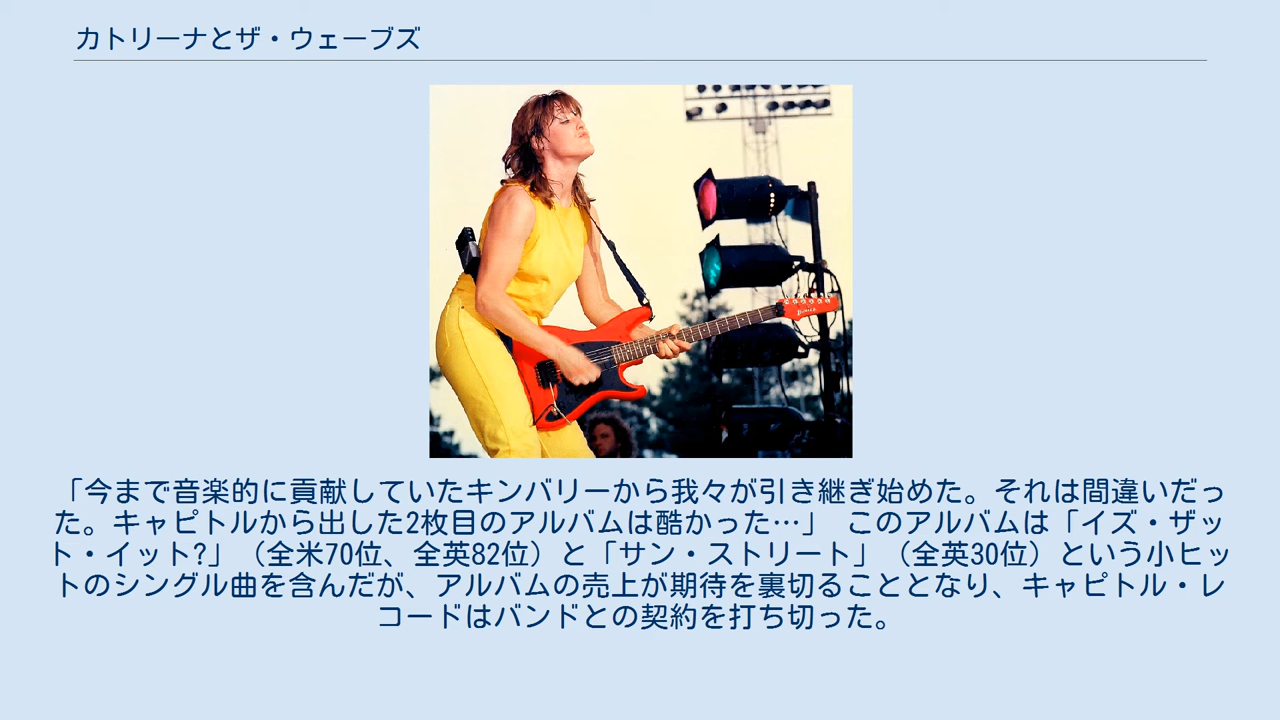 カトリーナとザ・ウェーブズ
「今まで音楽的に貢献していたキンバリーから我々が引き継ぎ始めた。それは間違いだっ
た。キャピトルから出した2枚目のアルバムは酷かった…」 このアルバムは「イズ・ザッ
ト・イット?」（全米70位、全英82位）と「サン・ストリート」（全英30位）という小ヒッ
トのシングル曲を含んだが、アルバムの売上が期待を裏切ることとなり、キャピトル・レ
コードはバンドとの契約を打ち切った。